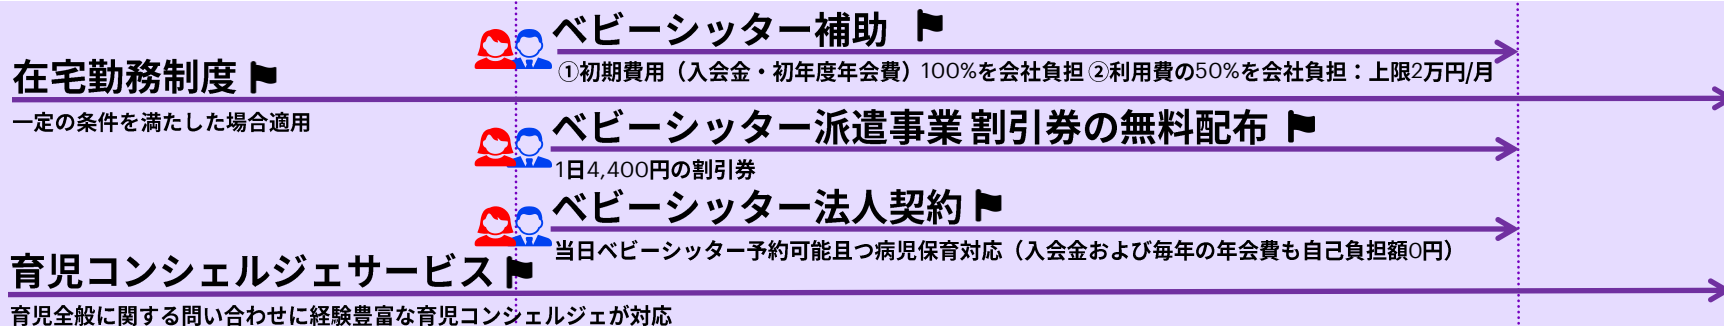 ベビーシッター補助
①初期費用（入会金・初年度年会費）100%を会社負担 ②利用費の50%を会社負担：上限2万円/月
在宅勤務制度
一定の条件を満たした場合適用
ベビーシッター派遣事業 割引券の無料配布
1日4,400円の割引券
ベビーシッター法人契約
当日ベビーシッター予約可能且つ病児保育対応（入会金および毎年の年会費も自己負担額0円）
育児コンシェルジェサービス
育児全般に関する問い合わせに経験豊富な育児コンシェルジェが対応